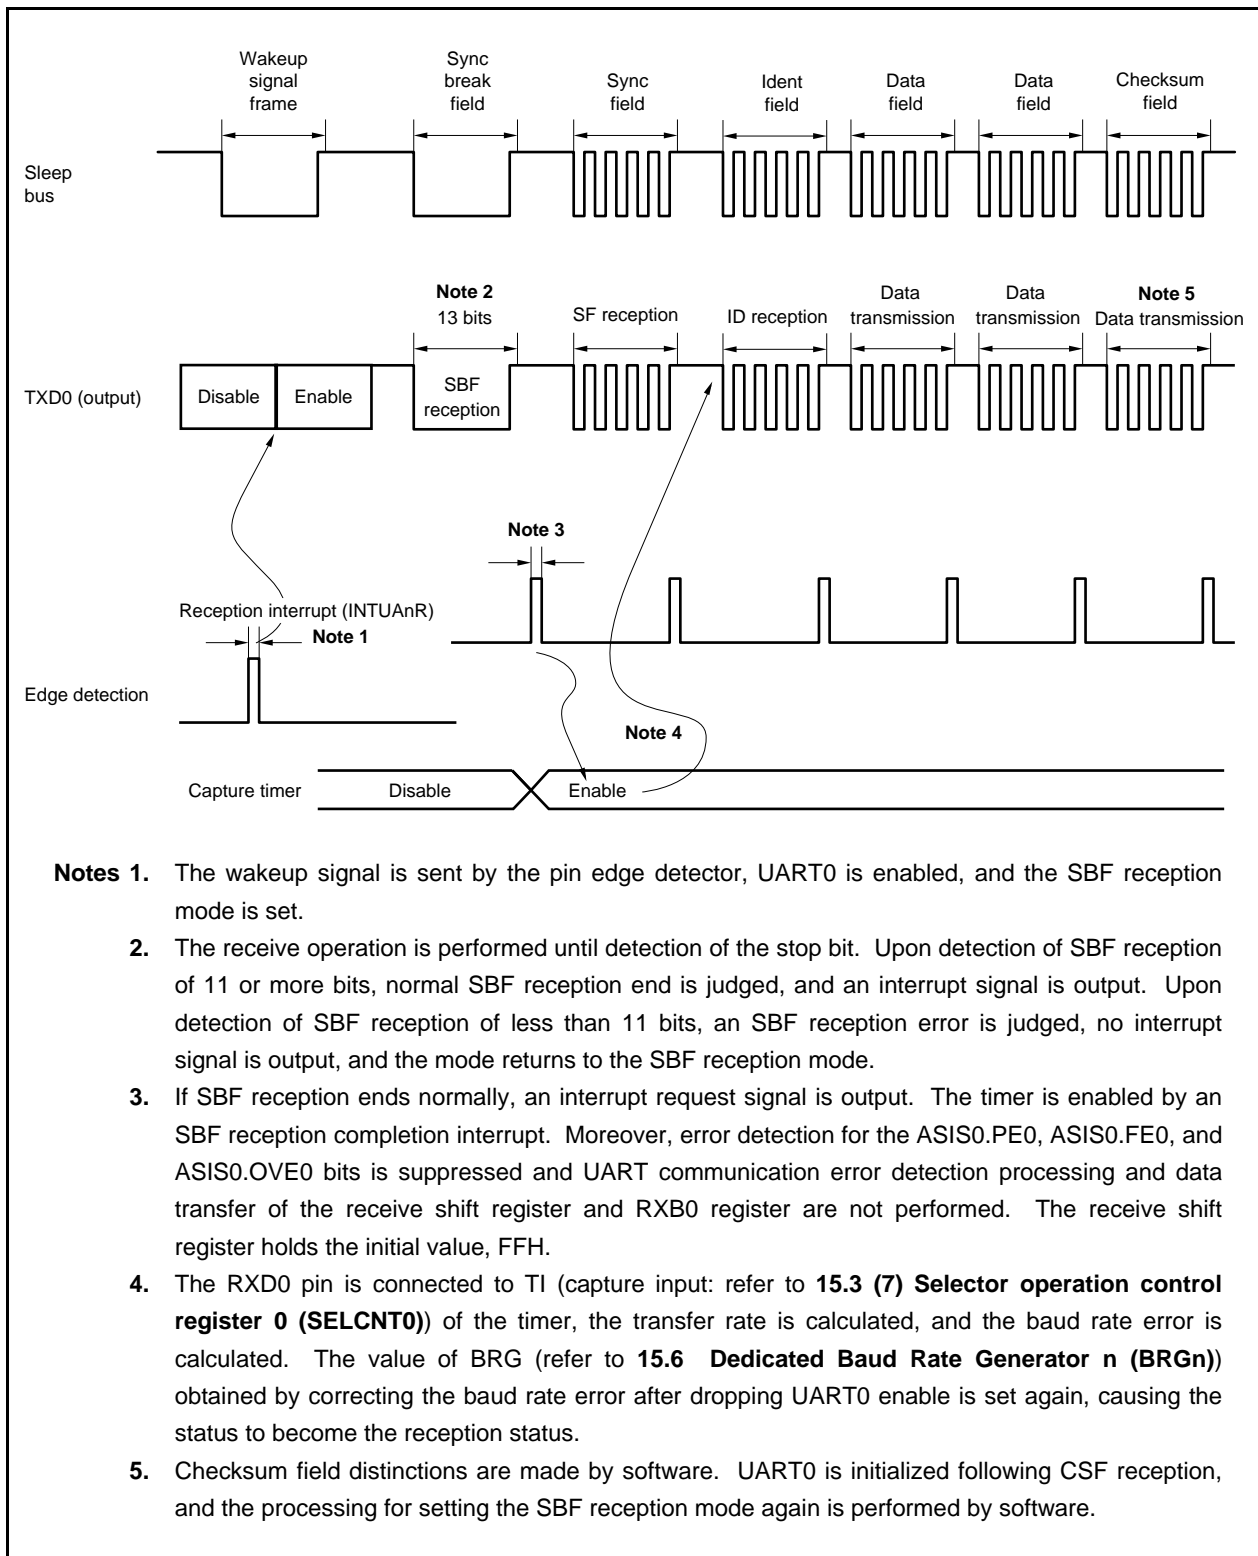 Wakeup
signal
frame
Sync
break
field
Sync
field
Ident
field
Data
field
Data
field
Checksum
field
Sleep
bus
Note 2
13 bits
SF reception
ID reception
Data
transmission
Data
transmission
Note 5
Data transmission
TXD0 (output)
Disable
Enable
SBF
reception
Note 3
Reception interrupt (INTUAnR)
Note 1
Edge detection
Note 4
Capture timer
Disable
Enable
Notes 1. The wakeup signal is sent by the pin edge detector, UART0 is enabled, and the SBF reception
mode is set.
2. The receive operation is performed until detection of the stop bit. Upon detection of SBF reception
of 11 or more bits, normal SBF reception end is judged, and an interrupt signal is output. Upon
detection of SBF reception of less than 11 bits, an SBF reception error is judged, no interrupt
signal is output, and the mode returns to the SBF reception mode.
3. If SBF reception ends normally, an interrupt request signal is output. The timer is enabled by an
SBF reception completion interrupt. Moreover, error detection for the ASIS0.PE0, ASIS0.FE0, and
ASIS0.OVE0 bits is suppressed and UART communication error detection processing and data
transfer of the receive shift register and RXB0 register are not performed. The receive shift
register holds the initial value, FFH.
4. The RXD0 pin is connected to TI (capture input: refer to 15.3 (7) Selector operation control
register 0 (SELCNT0)) of the timer, the transfer rate is calculated, and the baud rate error is
calculated. The value of BRG (refer to 15.6 Dedicated Baud Rate Generator n (BRGn))
obtained by correcting the baud rate error after dropping UART0 enable is set again, causing the
status to become the reception status.
5. Checksum field distinctions are made by software. UART0 is initialized following CSF reception,
and the processing for setting the SBF reception mode again is performed by software.